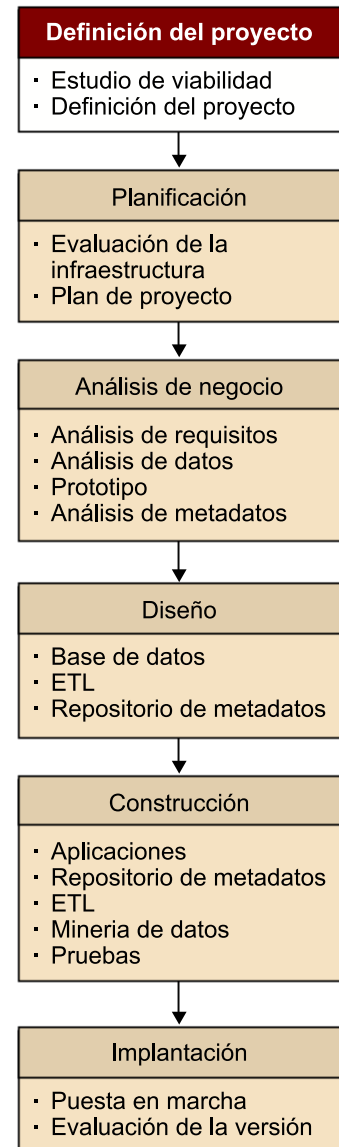 Definición del proyecto
· Estudio de viabilidad
· Definición del proyecto
Planificación
· Evaluación de la
infraestructura
· Plan de proyecto
Análisis de negocio
· Análisis de requisitos
· Análisis de datos
· Prototipo
· Análisis de metadatos
Diseño
· Base de datos
· ETL
· Repositorio de metadatos
Construcción
· Aplicaciones
· Repositorio de metadatos
· ETL
· Mineria de datos
· Pruebas
Implantación
· Puesta en marcha
· Evaluación de la versión